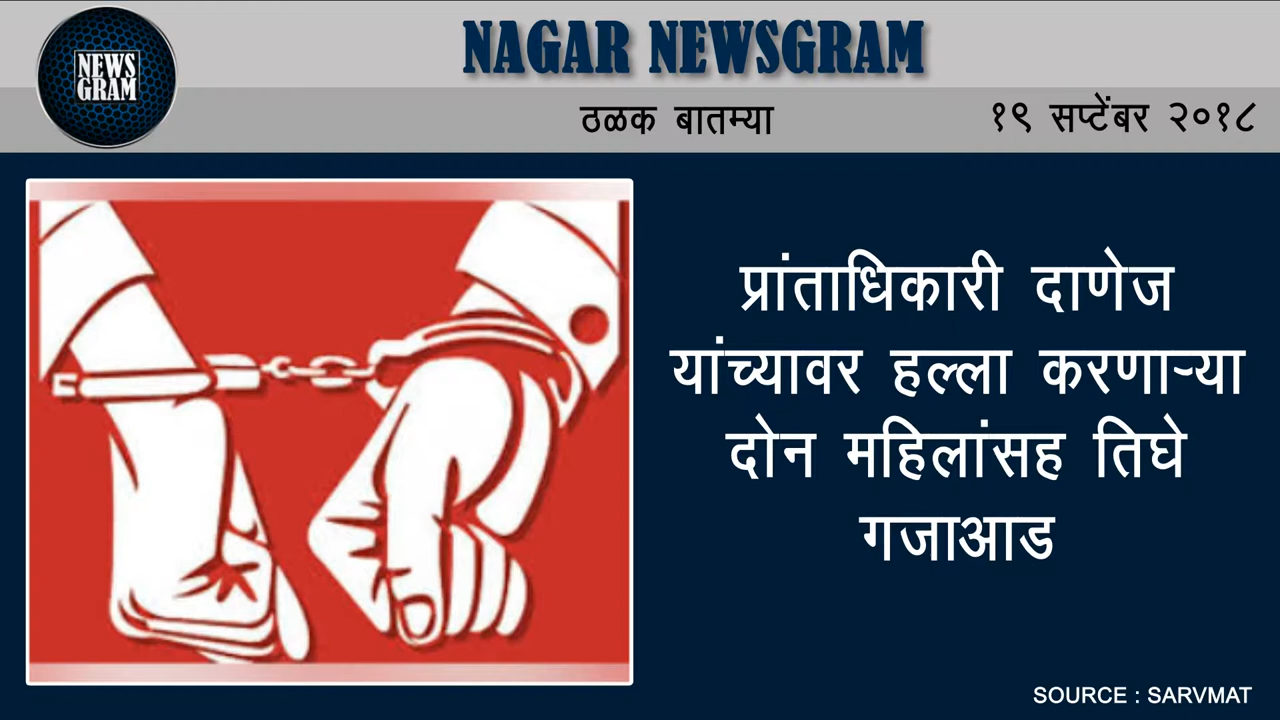 NEWS
GRAM
NAGAR NEWSGRAM
ठळक बातम्या
१९ सप्टेंबर २०१८
प्रांताधिकारी दाणेज
यांच्यावर हल्ला करणाऱ्या
दोन महिलांसह तिघे
गजाआड
SOURCE : SARVMAT